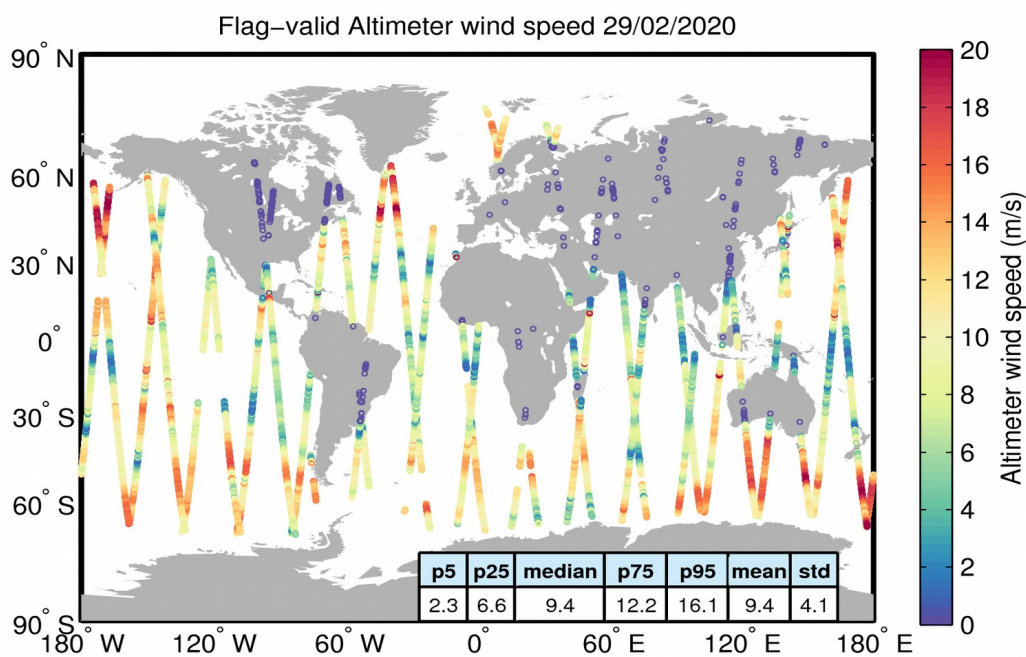 Flag−valid Altimeter wind speed 29/02/2020
90° N
60° N
30° N
0°
30° S
60° S
90° S
180° W
120° W
60° W
0°
60° E
120° E
180° E
p5 p25 median p75 p95 mean std
2.3 6.6 9.4 12.2 16.1 9.4 4.1
20
18
16
14
12
10
8
6
4
2
0
Altimeter wind speed (m/s)